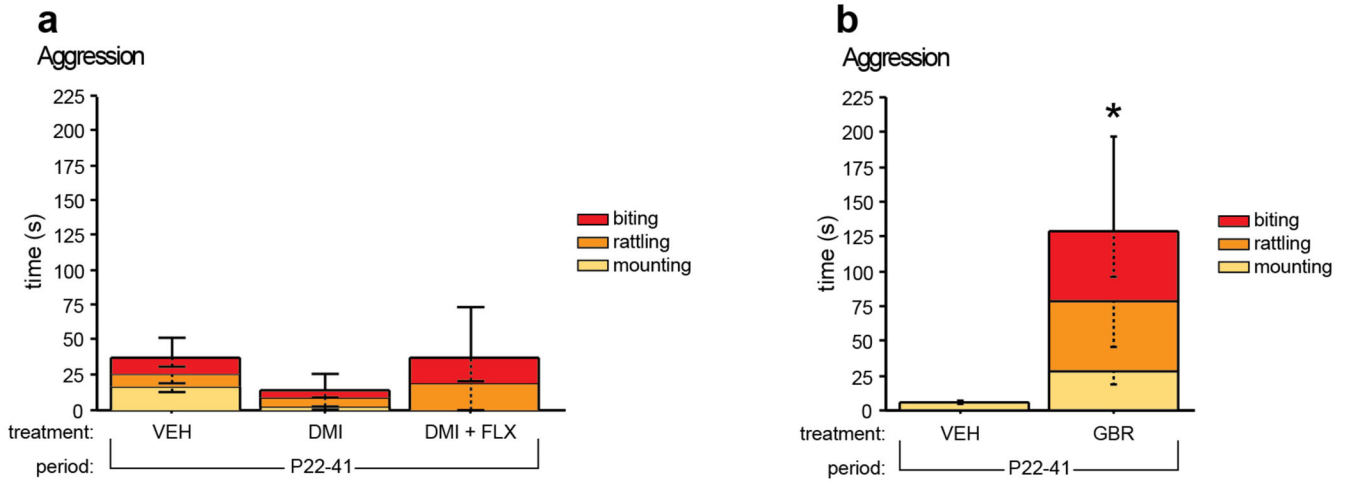 a
Aggression
225
200
175
150
125
100
75
50
25
0
time (s)
biting
rattling
mounting
treatment: VEH DMI DMI + FLX
period: P22-41
b
Aggression
*
225
200
175
150
125
100
75
50
25
0
time (s)
biting
rattling
mounting
treatment: VEH GBR
period: P22-41